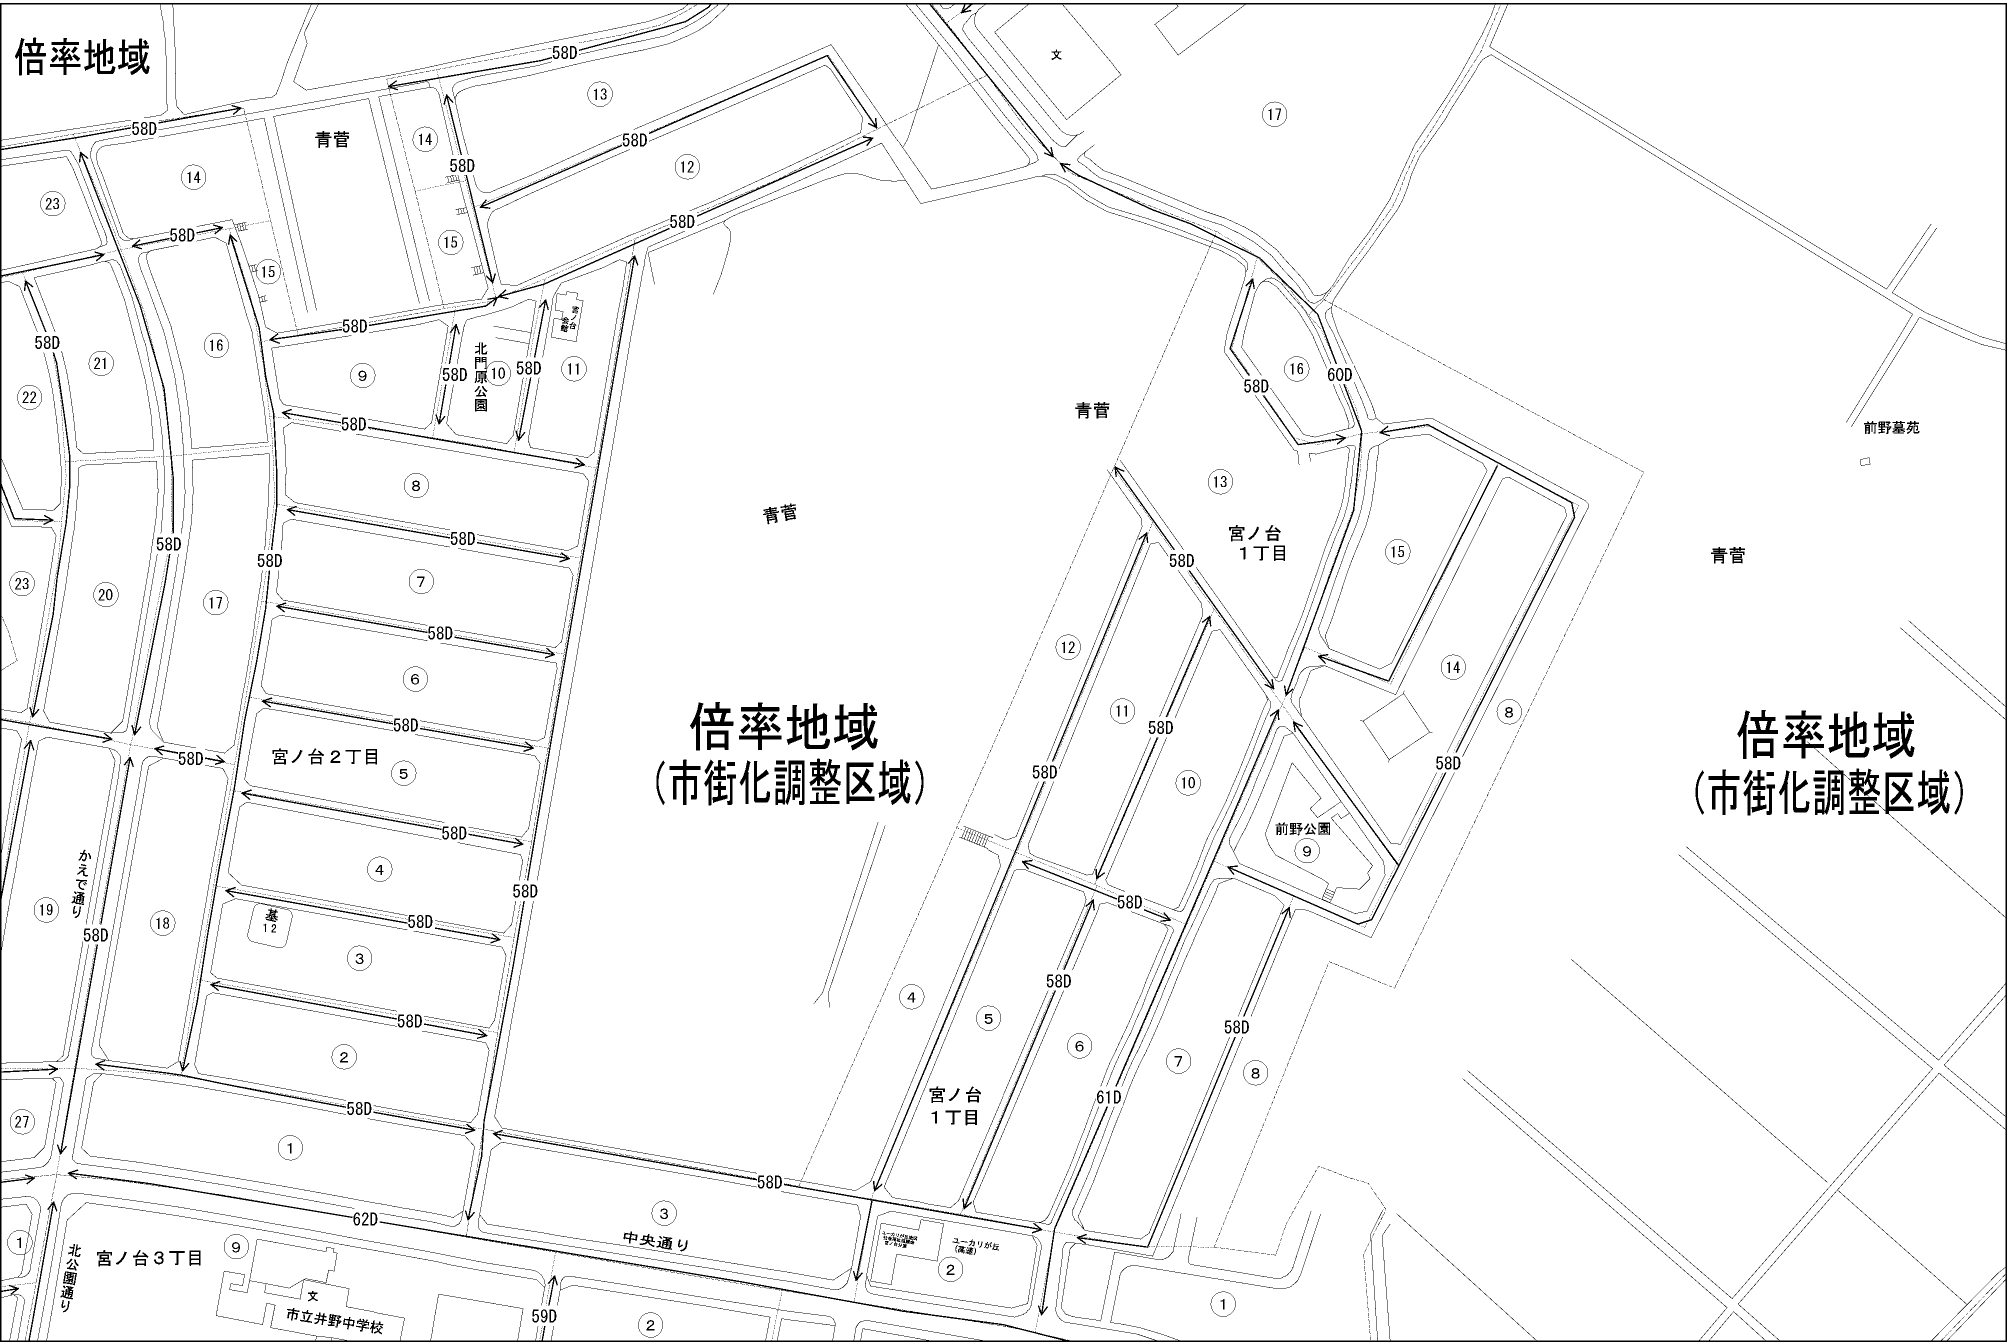 倍率地域
58D
文
13
17
58D
青菅
14
58D
58D
12
14
23
58D
58D
15
15
宮ノ台
会館
58D
58D
北門原公園
16
21
9
58D
10
58D
11
16
60D
58D
22
青菅
58D
前野墓苑
8
13
青菅
宮ノ台
1丁目
58D
58D
58D
15
青菅
58D
58D
7
23
20
17
58D
12
6
14
11
8
58D
倍率地域
(市街化調整区域)
58D
倍率地域
(市街化調整区域)
宮ノ台2丁目
58D
5
58D
58D
10
58D
前野公園
9
4
かえで通り
58D
58D
19
18
基
12
58D
58D
3
58D
4
5
58D
58D
6
7
2
8
宮ノ台
1丁目
61D
58D
27
1
58D
62D
3
中央通り
ユーカリが丘
(高速)
2
1
9
宮ノ台3丁目
北公園通り
文
市立井野中学校
59D
2
1